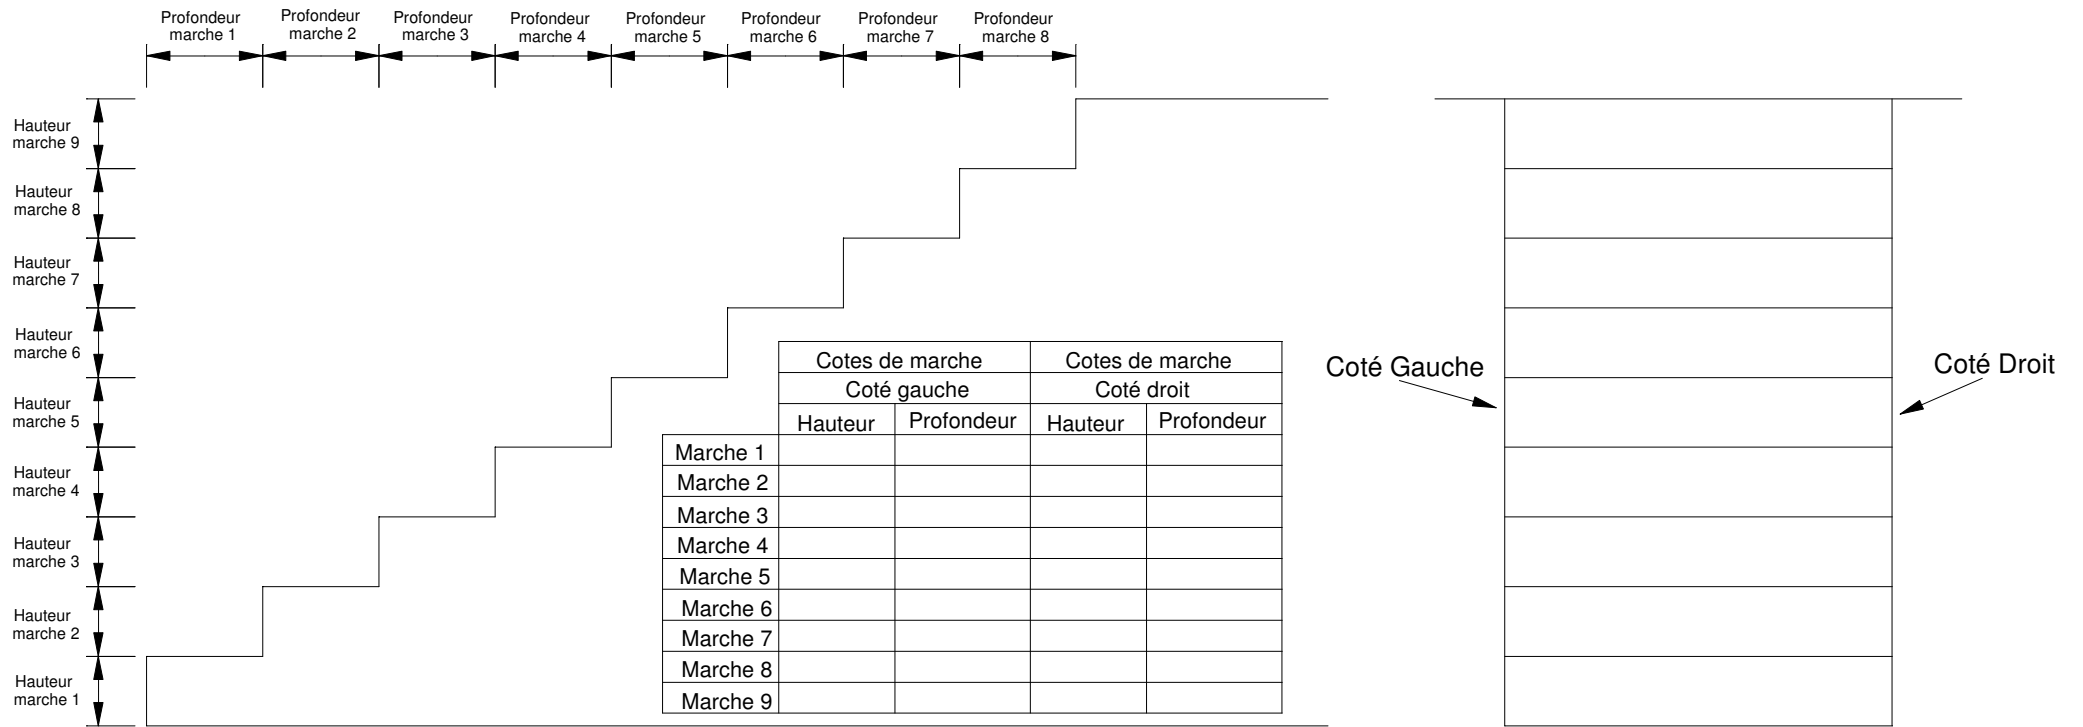 Profondeur
marche 1
Profondeur
marche 2
Profondeur
marche 3
Profondeur
marche 4
Profondeur
marche 5
Profondeur
marche 6
Profondeur
marche 7
Profondeur
marche 8
Hauteur
marche 9
Hauteur
marche 8
Hauteur
marche 7
Hauteur
marche 6
Hauteur
marche 5
Hauteur
marche 4
Hauteur
marche 3
Hauteur
marche 2
Hauteur
marche 1
Cotes de marche Cotes de marche
Coté gauche Coté droit
Hauteur Profondeur Hauteur Profondeur
Marche 1
Marche 2
Marche 3
Marche 4
Marche 5
Marche 6
Marche 7
Marche 8
Marche 9
Coté Gauche
Coté Droit